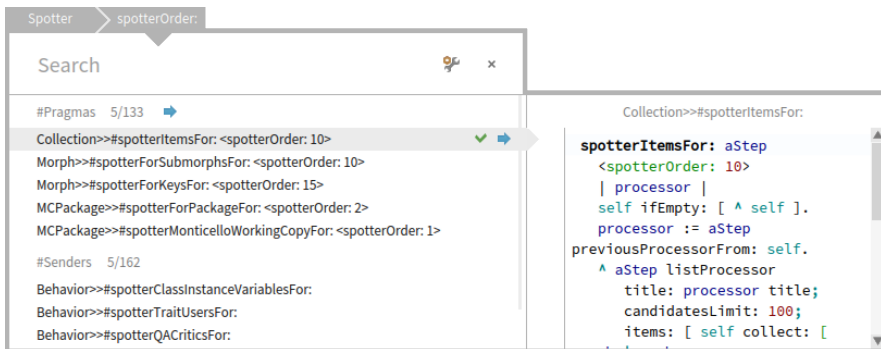 Spotter spotterOrder:
Search
#Pragmas 5/133
Collection>>#spotterItemsFor: <spotterOrder: 10>
Morph>>#spotterForSubmorphsFor: <spotterOrder: 10>
Morph>>#spotterForKeysFor: <spotterOrder: 15>
MCPackage>>#spotterForPackageFor: <spotterOrder: 2>
MCPackage>>#spotterMonticelloWorkingCopyFor: <spotterOrder: 1>
#Senders 5/162
Behavior>>#spotterClassInstanceVariablesFor:
Behavior>>#spotterTraitUsersFor:
Behavior>>#spotterQACriticsFor:
Collection>>#spotterItemsFor:
spotterItemsFor: aStep
<spotterOrder: 10>
| processor |
self ifEmpty: [ ^ self ].
processor := aStep
previousProcessorFrom: self.
^ aStep listProcessor
title: processor title;
candidatesLimit: 100;
items: [ self collect: [